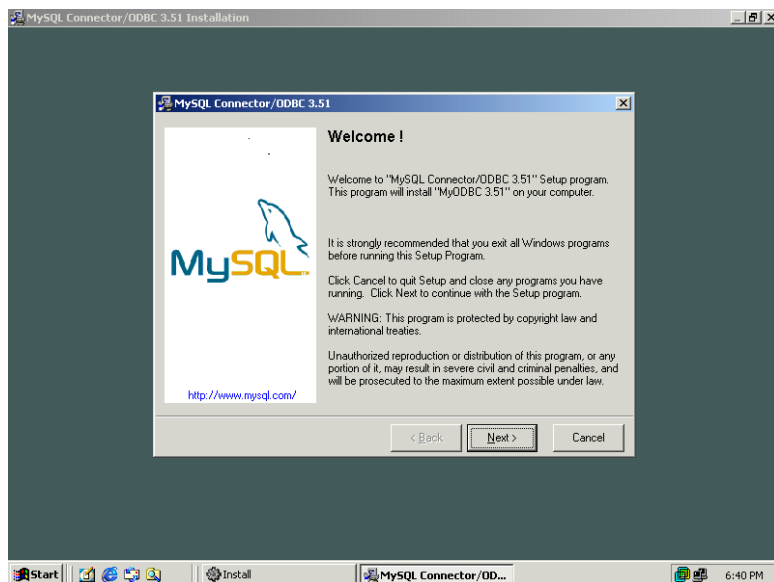 MySQL Connector/ODBC 3.51 Installation
MySQL Connector/ODBC 3.51
Welcome !
Welcome to "MySQL Connector/ODBC 3.51" Setup program.
This program will install "MyODBC 3.51" on your computer.
It is strongly recommended that you exit all Windows programs
before running this Setup Program.
Click Cancel to quit Setup and close any programs you have
running. Click Next to continue with the Setup program.
WARNING: This program is protected by copyright law and
international treaties.
Unauthorized reproduction or distribution of this program, or any
portion of it, may result in severe civil and criminal penalties, and
will be prosecuted to the maximum extent possible under law.
MySQL
http://www.mysql.com/
< Back
Next >
Cancel
Start
Install
MySQL Connector/OD...
6:40 PM